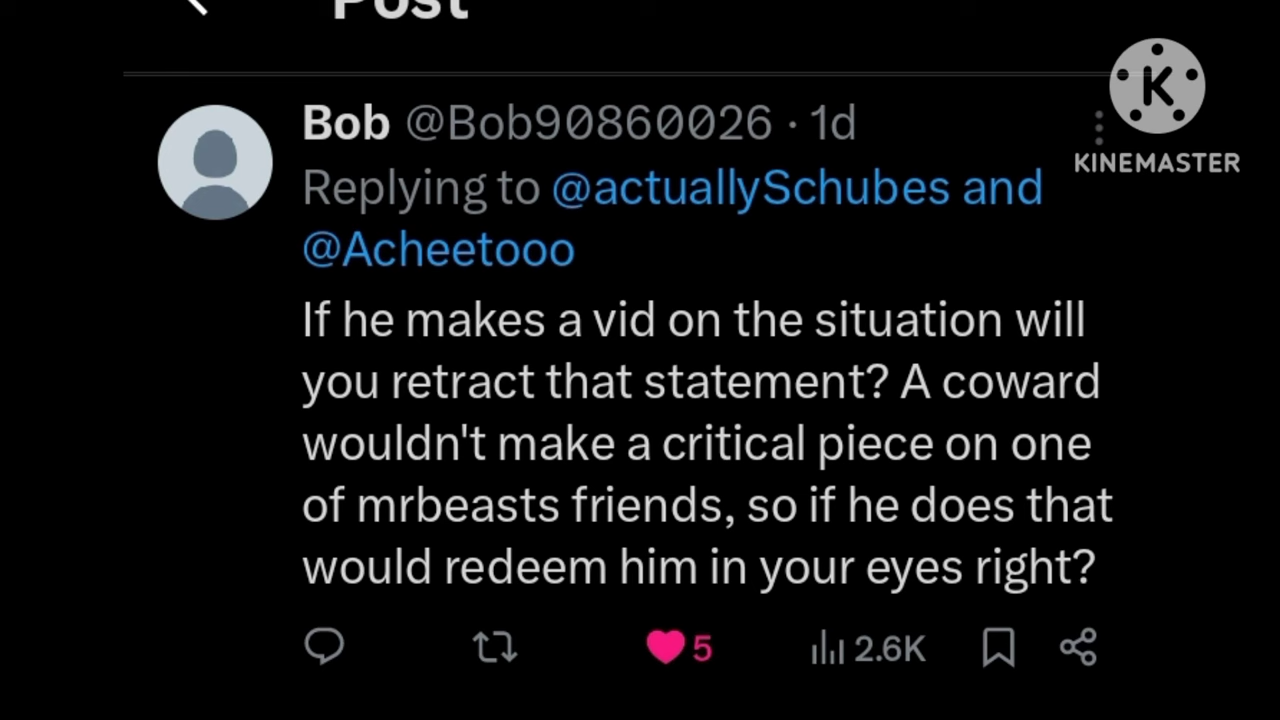 Post
K
KINEMASTER
Bob @Bob90860026 · 1d
Replying to @actuallySchubes and
@Acheetooo
If he makes a vid on the situation will
you retract that statement? A coward
wouldn't make a critical piece on one
of mrbeasts friends, so if he does that
would redeem him in your eyes right?
5 2.6K